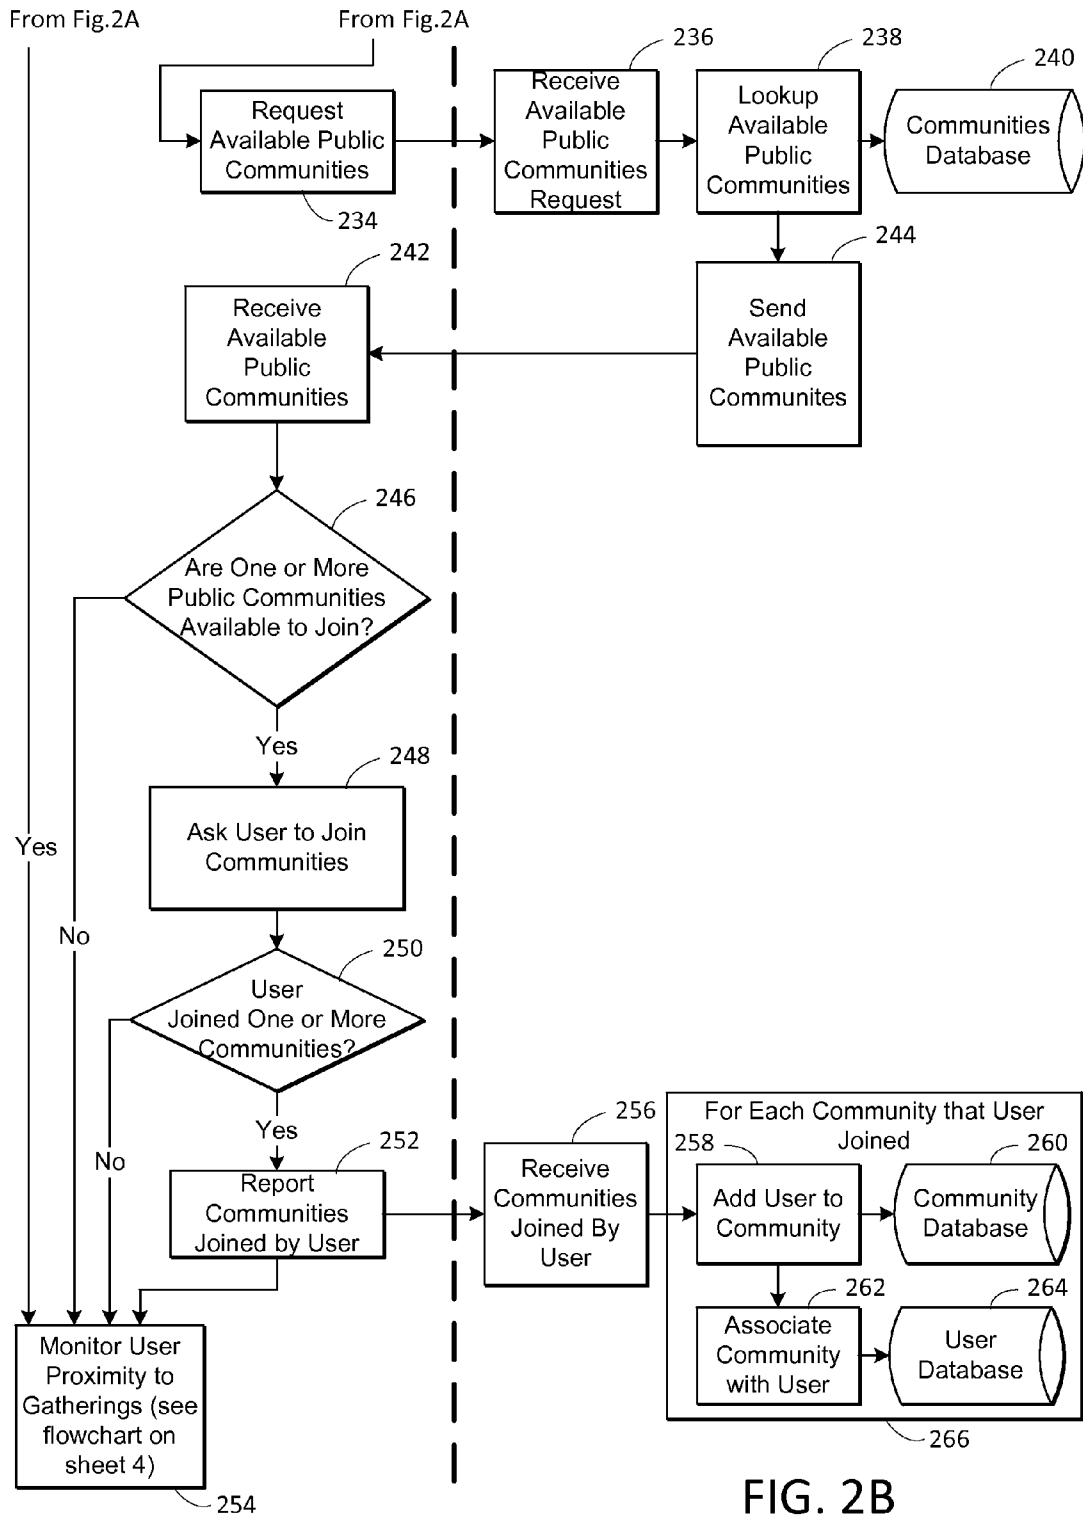 From Fig.2A
From Fig.2A
236
238
240
Request
Available Public
Communities
234
Receive
Available
Public
Communities
Request
Lookup
Available
Public
Communities
Communities
Database
242
244
Receive
Available
Public
Communities
Send
Available
Public
Communites
246
Are One or More
Public Communities
Available to Join?
Yes
248
Ask User to Join
Communities
Yes
No
250
User
Joined One or More
Communities?
Yes
No
252
Report
Communities
Joined by User
256
Receive
Communities
Joined By
User
For Each Community that User
Joined
258
260
Add User to
Community
Community
Database
262
264
Associate
Community
with User
User
Database
266
Monitor User
Proximity to
Gatherings (see
flowchart on
sheet 4)
254
FIG. 2B